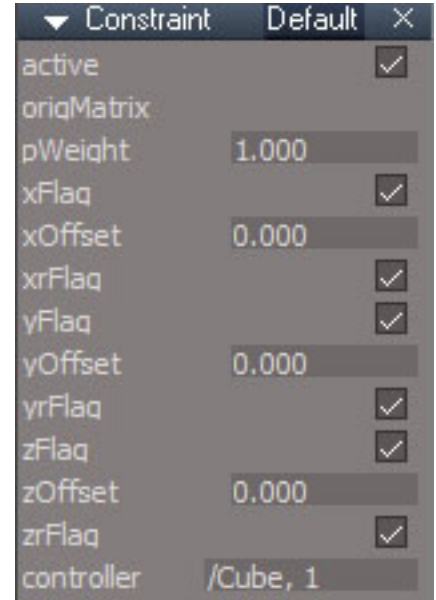 Constraint Default
active
origMatrix
pWeight 1.000
xFlag
xOffset 0.000
xrFlag
yFlag
yOffset 0.000
yrFlag
zFlag
zOffset 0.000
zrFlag
controller /Cube, 1